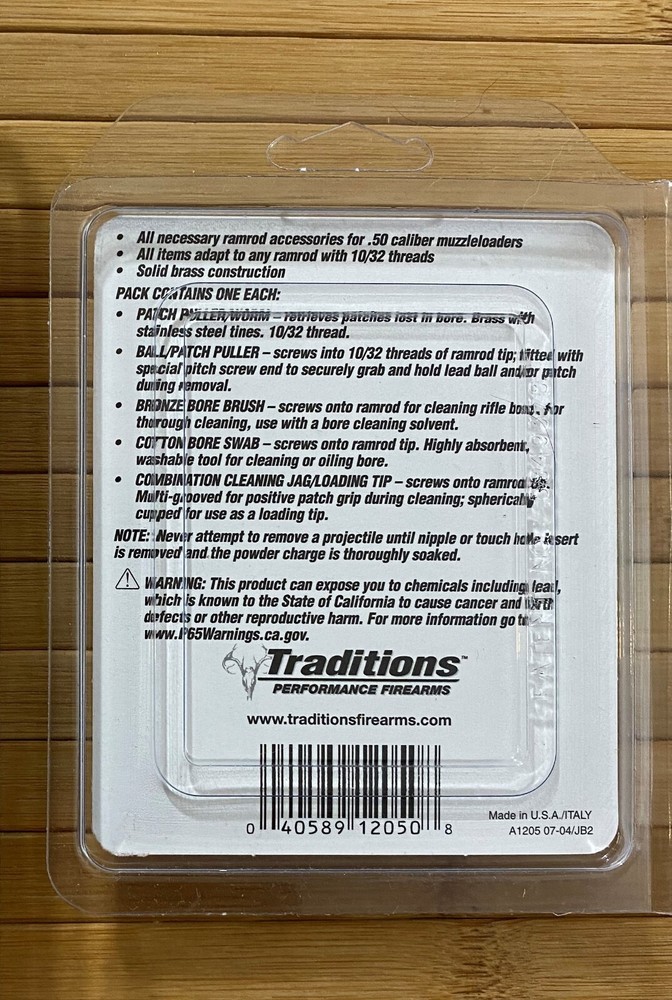 • All necessary ramrod accessories for .50 caliber muzzleloaders
• All items adapt to any ramrod with 10/32 threads
• Solid brass construction
PACK CONTAINS ONE EACH:
• PATCH PULLER/WORM – retrieves patches lost in bore. Brass with
stainless steel tines. 10/32 thread.
• BALL/PATCH PULLER – screws into 10/32 threads of ramrod tip; fitted with
special pitch screw end to securely grab and hold lead ball and/or patch
during removal.
• BRONZE BORE BRUSH – screws onto ramrod for cleaning rifle bore. For
thorough cleaning, use with a bore cleaning solvent.
• COTTON BORE SWAB – screws onto ramrod tip. Highly absorbent,
washable tool for cleaning or oiling bore.
• COMBINATION CLEANING JAG/LOADING TIP – screws onto ramrod tip.
Multi-grooved for positive patch grip during cleaning; spherically
cupped for use as a loading tip.
NOTE: Never attempt to remove a projectile until nipple or touch hole insert
is removed and the powder charge is thoroughly soaked.
WARNING: This product can expose you to chemicals including lead,
which is known to the State of California to cause cancer and birth
defects or other reproductive harm. For more information go to
www.P65Warnings.ca.gov.
Traditions™
PERFORMANCE FIREARMS
www.traditionsfirearms.com
0 40589 12050 8
Made in U.S.A./ITALY
A1205 07-04/JB2